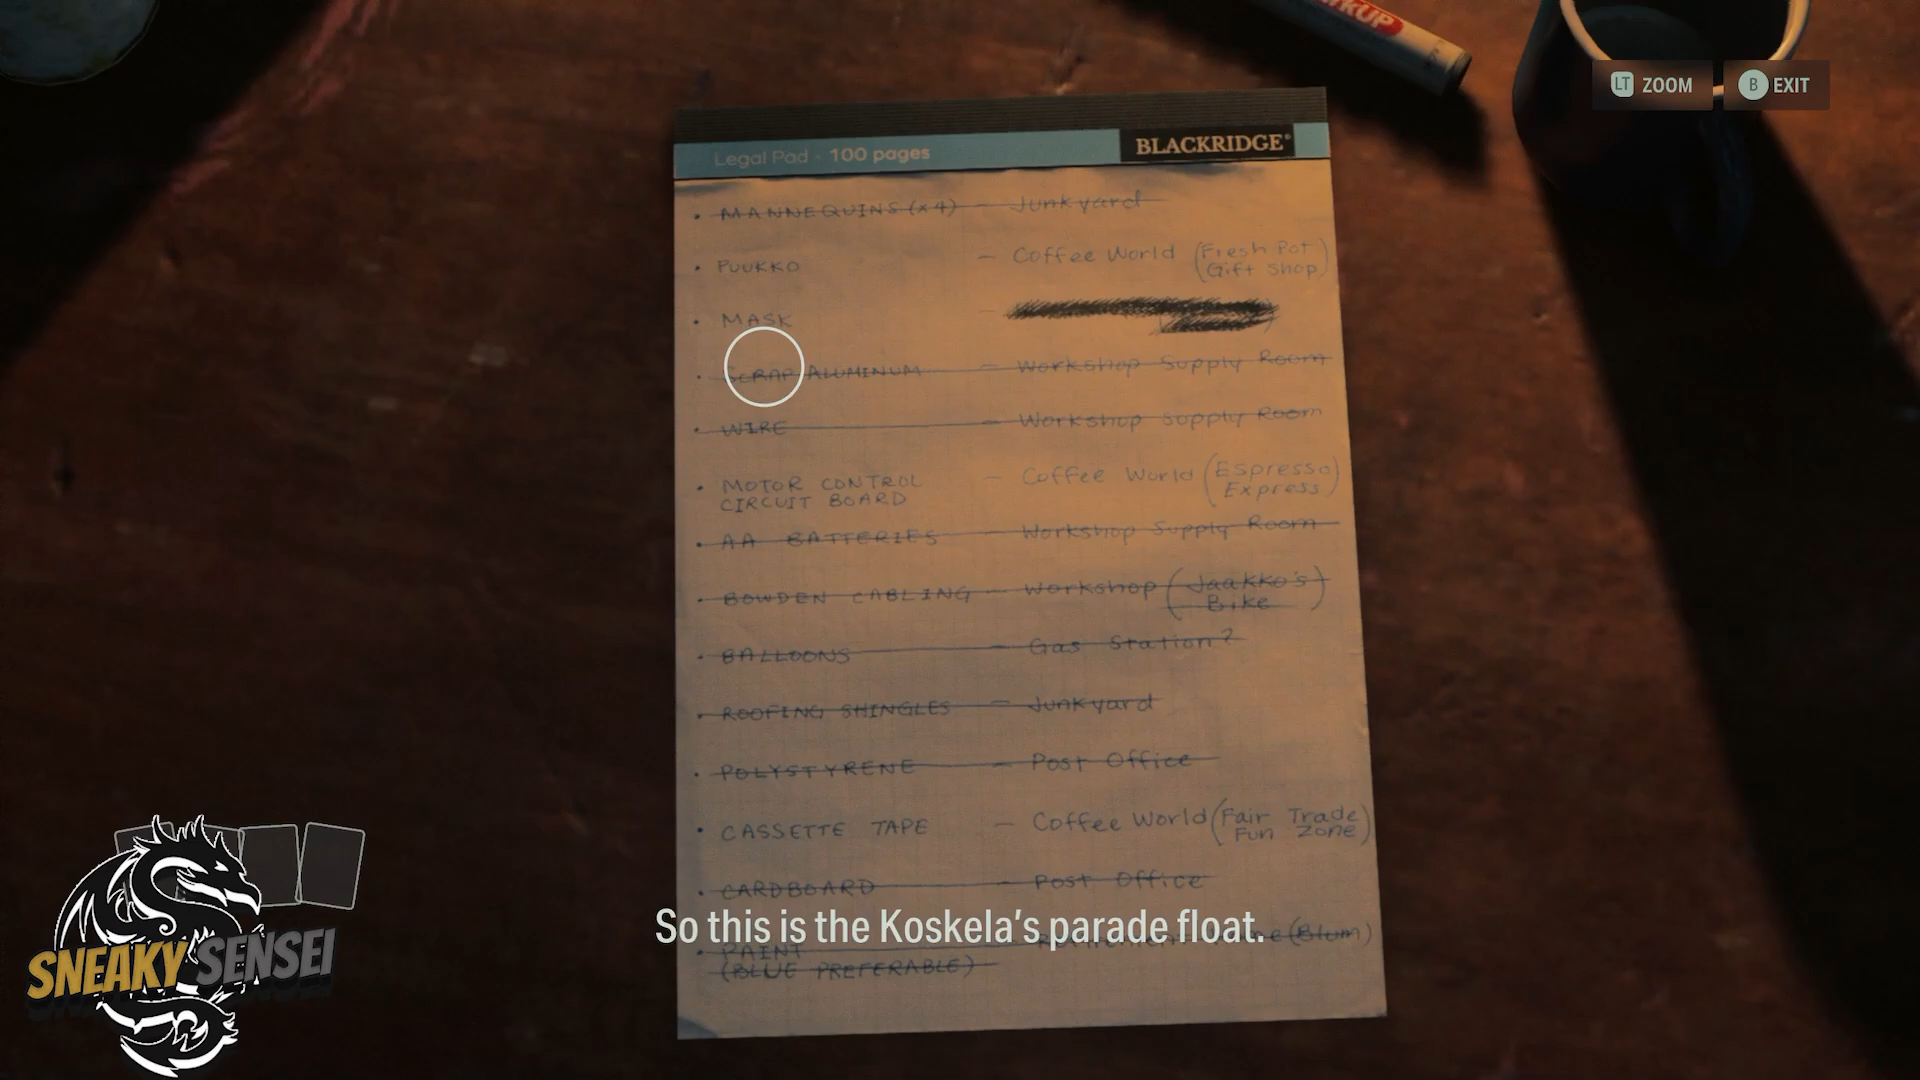 RKUP
LT ZOOM B EXIT
Legal Pad - 100 pages
BLACKRIDGE
• MANNEQUINS (x4) - Junkyard
• PUUKKO - Coffee World (Fresh Pot
Gift Shop)
• MASK -
• SCRAP ALUMINUM - Workshop Supply Room
• WIRE - Workshop Supply Room
• MOTOR CONTROL - Coffee World (Espresso
CIRCUIT BOARD Express)
• AA BATTERIES - Workshop Supply Room
• BOWDEN CABLING - Workshop (Jaakko's
Bike)
• BALLOONS - Gas Station?
• ROOFING SHINGLES - Junkyard
• POLYSTYRENE - Post Office
• CASSETTE TAPE - Coffee World (Fair Trade
Fun Zone)
• CARDBOARD - Post Office
So this is the Koskela's parade float.
• PAINT (Blum)
(BLUE PREFERABLE)
SNEAKY SENSEI